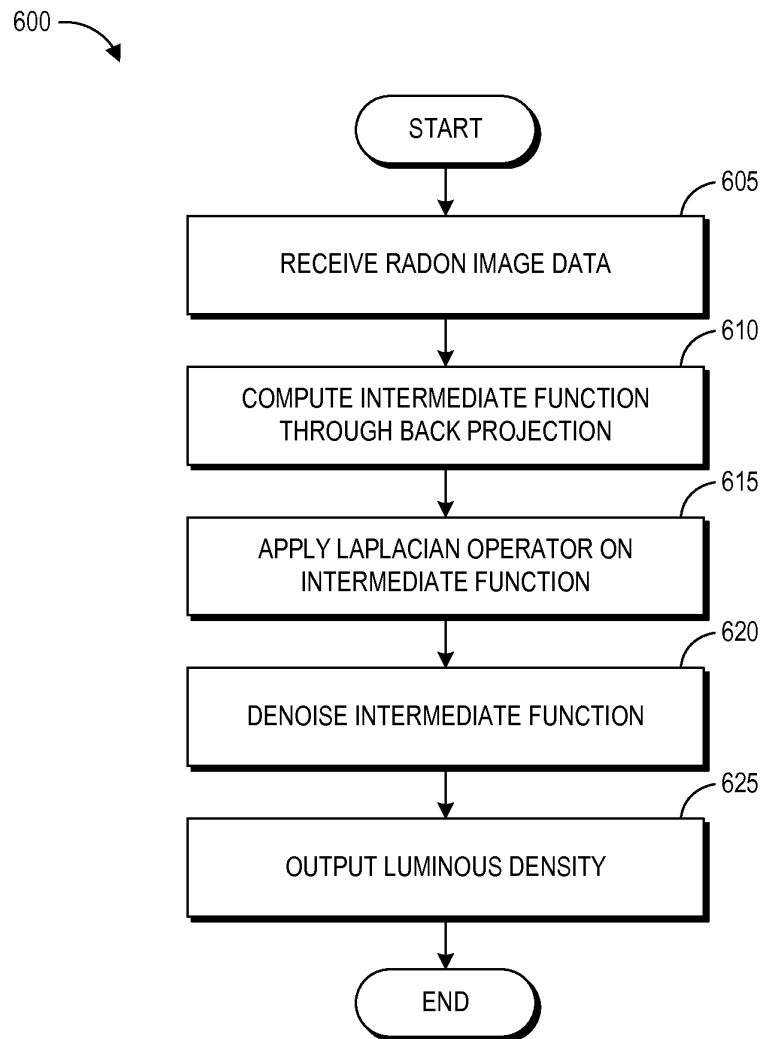 600
START
605
RECEIVE RADON IMAGE DATA
610
COMPUTE INTERMEDIATE FUNCTION
THROUGH BACK PROJECTION
615
APPLY LAPLACIAN OPERATOR ON
INTERMEDIATE FUNCTION
620
DENOISE INTERMEDIATE FUNCTION
625
OUTPUT LUMINOUS DENSITY
END